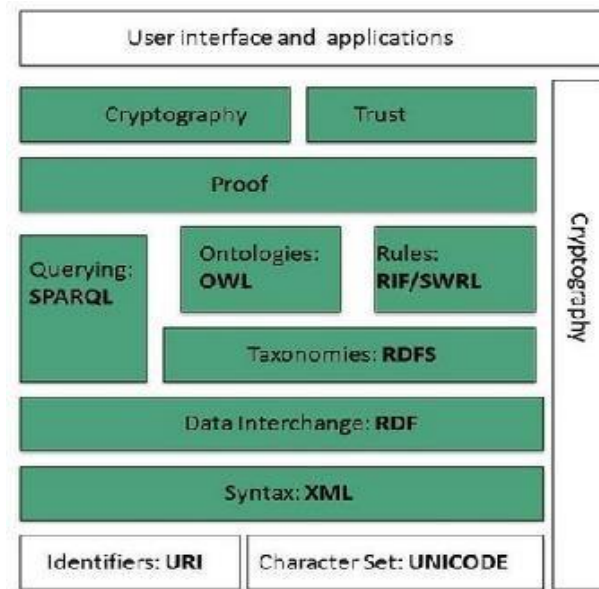 User interface and applications
Cryptography
Trust
Proof
Querying:
SPARQL
Ontologies:
OWL
Rules:
RIF/SWRL
Taxonomies: RDFS
Data Interchange: RDF
Syntax: XML
Identifiers: URI
Character Set: UNICODE
Cryptography